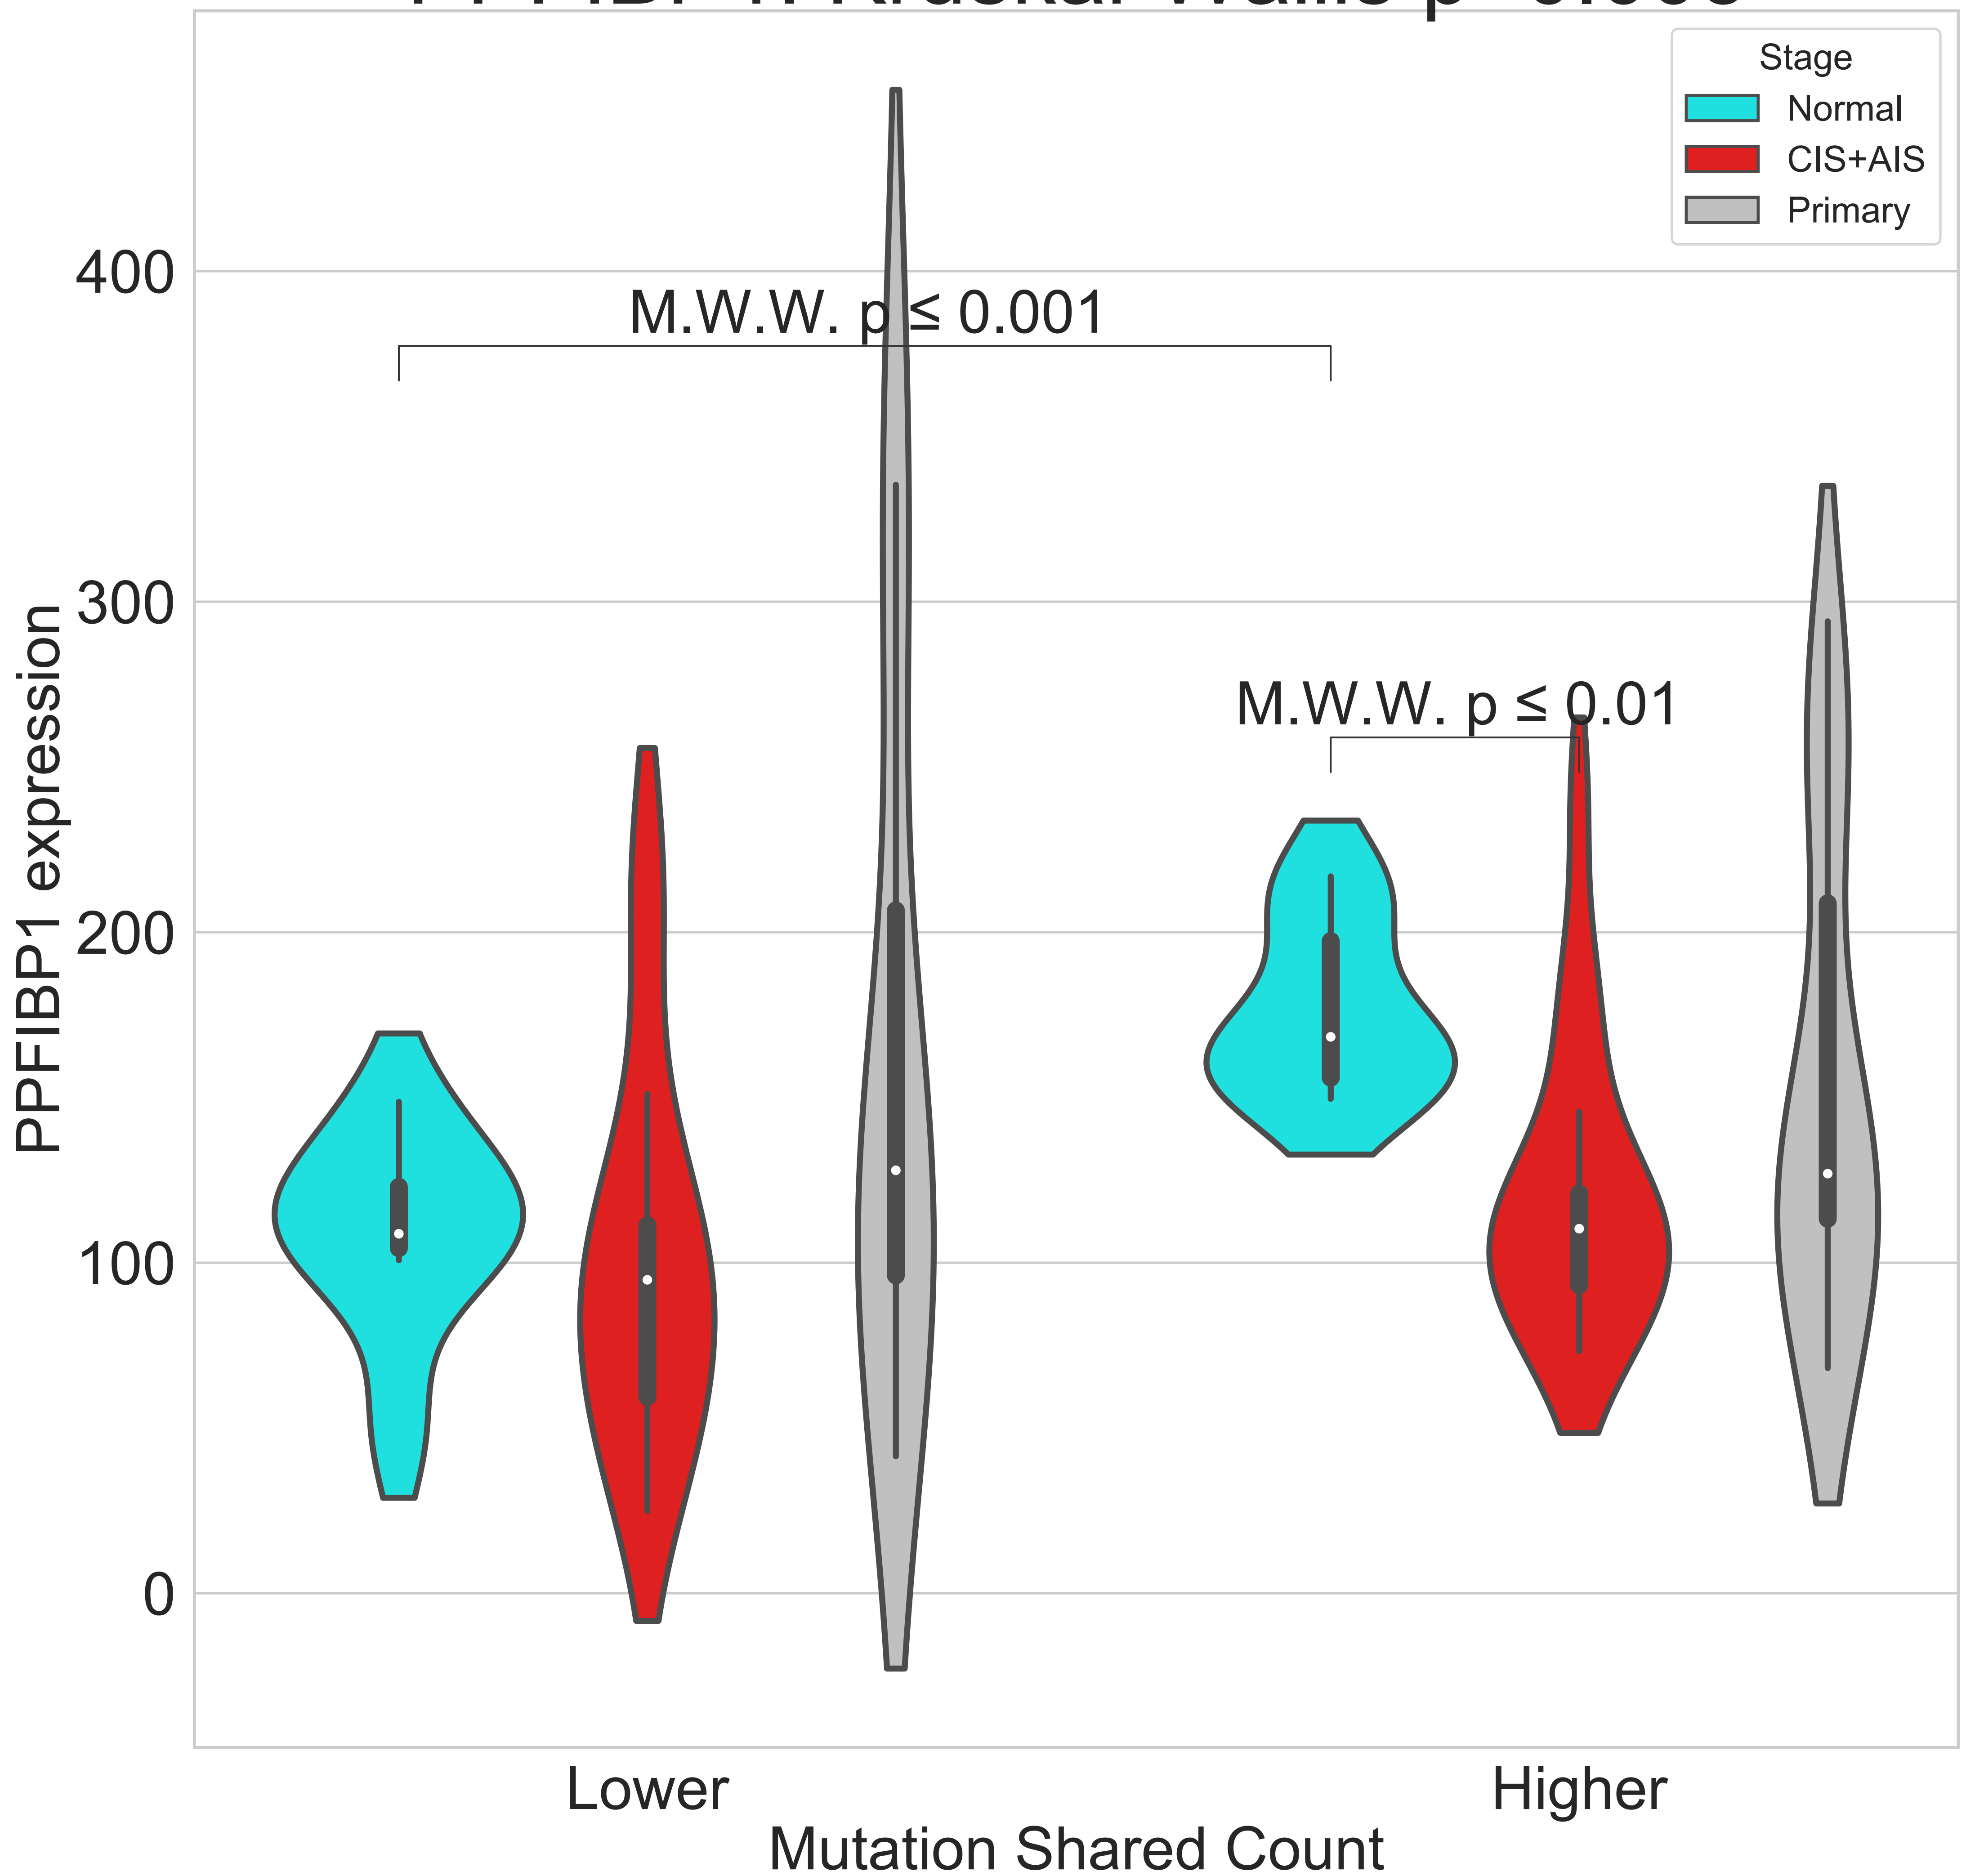 Stage
Normal
CIS+AIS
Primary
400
300
200
100
0
M.W.W. p ≤ 0.001
M.W.W. p ≤ 0.01
PPFIBP1 expression
Lower
Higher
Mutation Shared Count